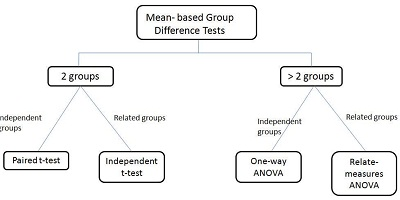 Mean- based Group
Difference Tests
2 groups
> 2 groups
ndependent
groups
Related groups
Independent
groups
Related groups
Paired t-test
Independent
t-test
One-way
ANOVA
Relate-
measures
ANOVA